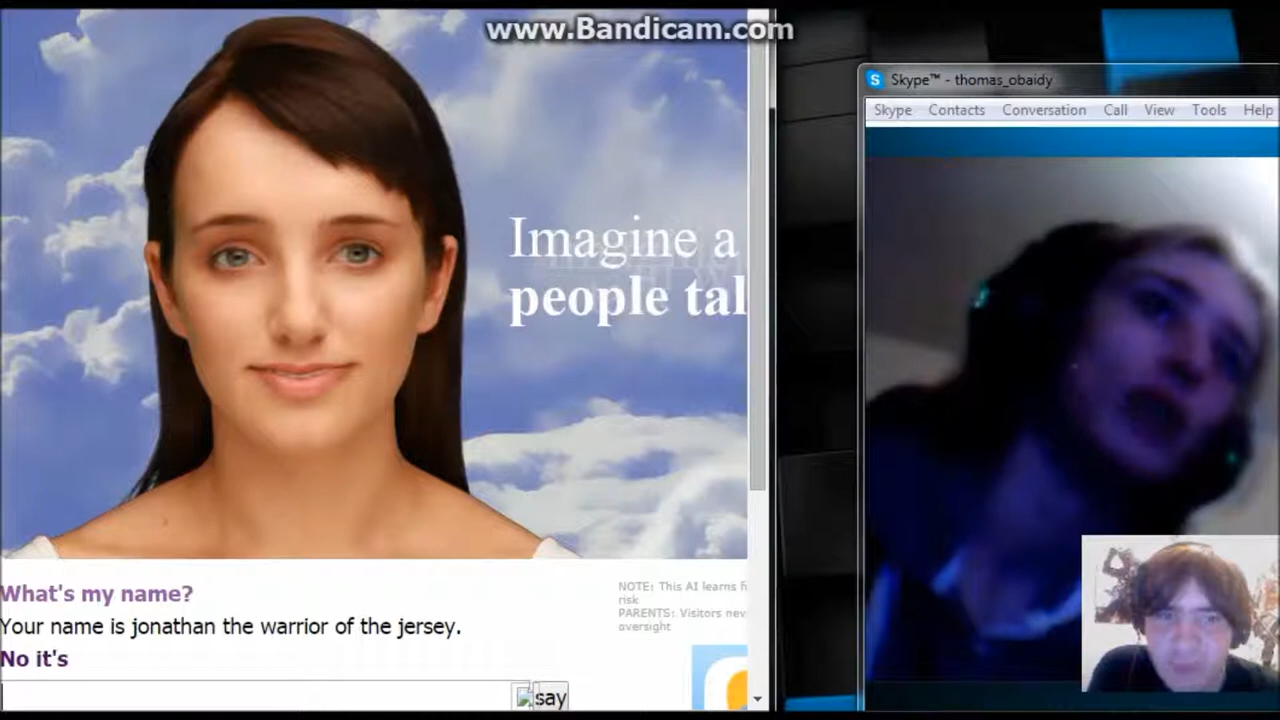 www.Bandicam.com
Skype™ - thomas_obaidy
Skype Contacts Conversation Call View Tools Help
Imagine a
people tal
What's my name?
Your name is jonathan the warrior of the jersey.
No it's
say
NOTE: This AI learns f
risk
PARENTS: Visitors nev
oversight